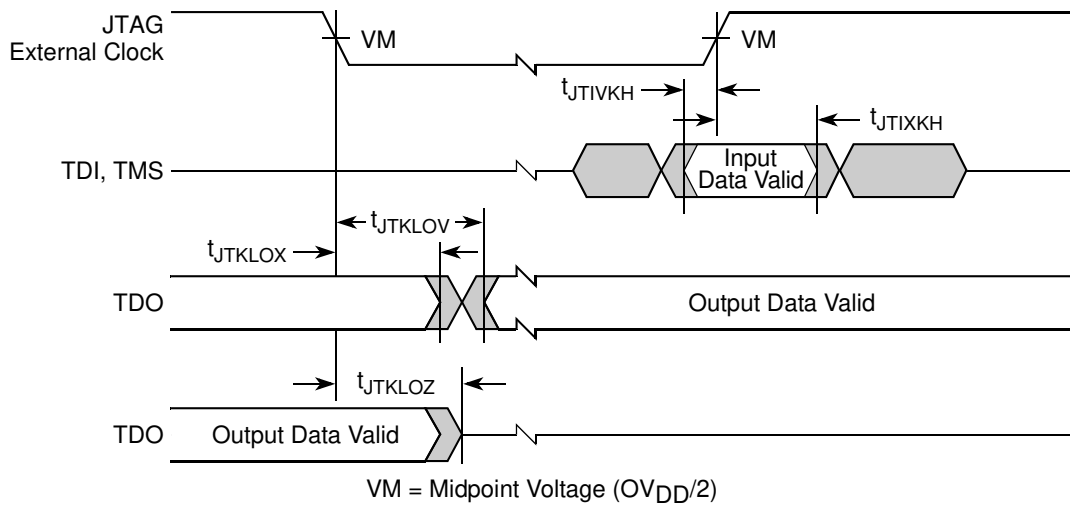 JTAG
External Clock
VM
VM
tJTIVKH
tJTIXKH
TDI, TMS
Input
Data Valid
tJTKLOV
tJTKLOX
TDO
Output Data Valid
tJTKLOZ
TDO
Output Data Valid
VM = Midpoint Voltage (OVDD/2)